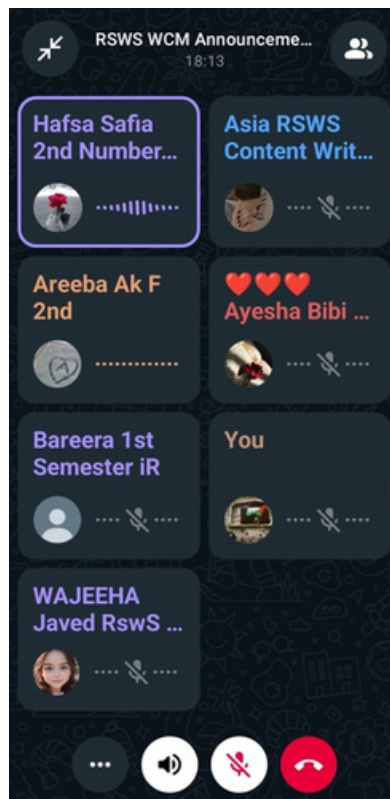 RSWS WCM Announceme...
18:13
Hafsa Safia
2nd Number...
Asia RSWS
Content Writ...
Areeba Ak F
2nd
❤️❤️❤️
Ayesha Bibi ...
Bareera 1st
Semester iR
You
WAJEEHA
Javed RswS ...